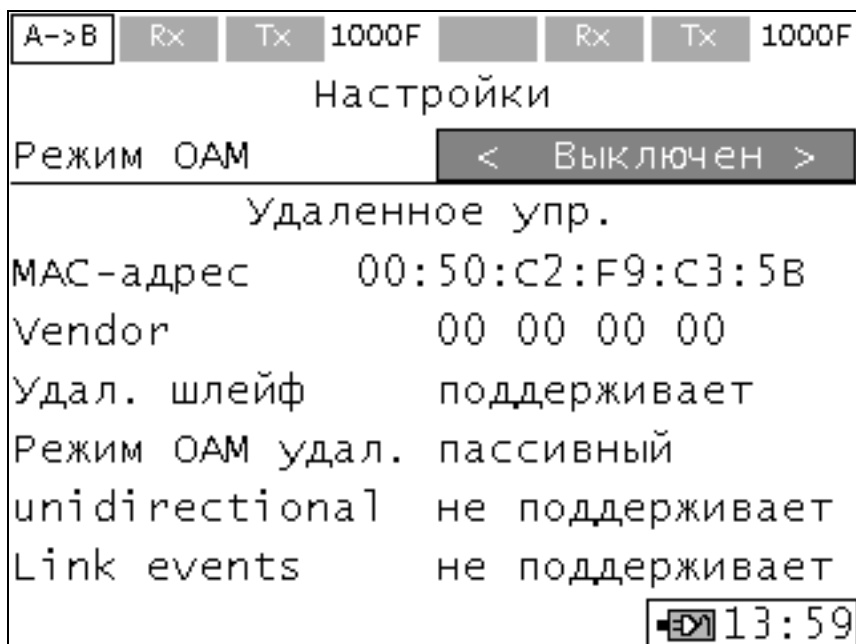 A->B Rx Tx 1000F Rx Tx 1000F
Настройки
Режим OAM < Выключен >
Удаленное упр.
MAC-адрес 00:50:C2:F9:C3:5B
Vendor 00 00 00 00
Удал. шлейф поддерживает
Режим OAM удал. пассивный
unidirectional не поддерживает
Link events не поддерживает
13:59